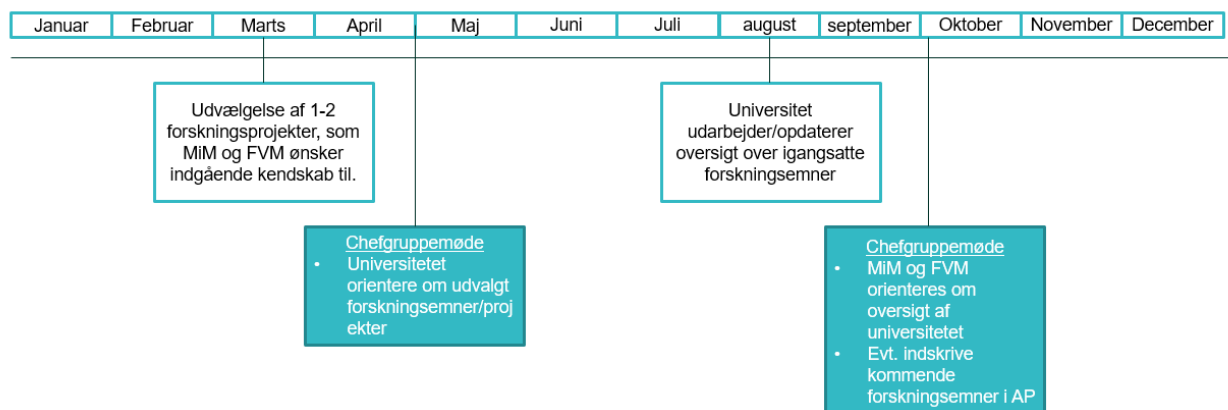 Januar Februar Marts April Maj Juni Juli august september Oktober November December
Udvælgelse af 1-2
forskningsprojekter, som
MiM og FVM ønsker
indgående kendskab til.
Universitet
udarbejder/opdaterer
oversigt over igangsatte
forskningsemner
Chefgruppemøde
• Universitetet
orientere om udvalgt
forskningsemner/proj
ekter
Chefgruppemøde
• MiM og FVM
orienteres om
oversigt af
universitetet
• Evt. indskrive
kommende
forskningsemner i AP